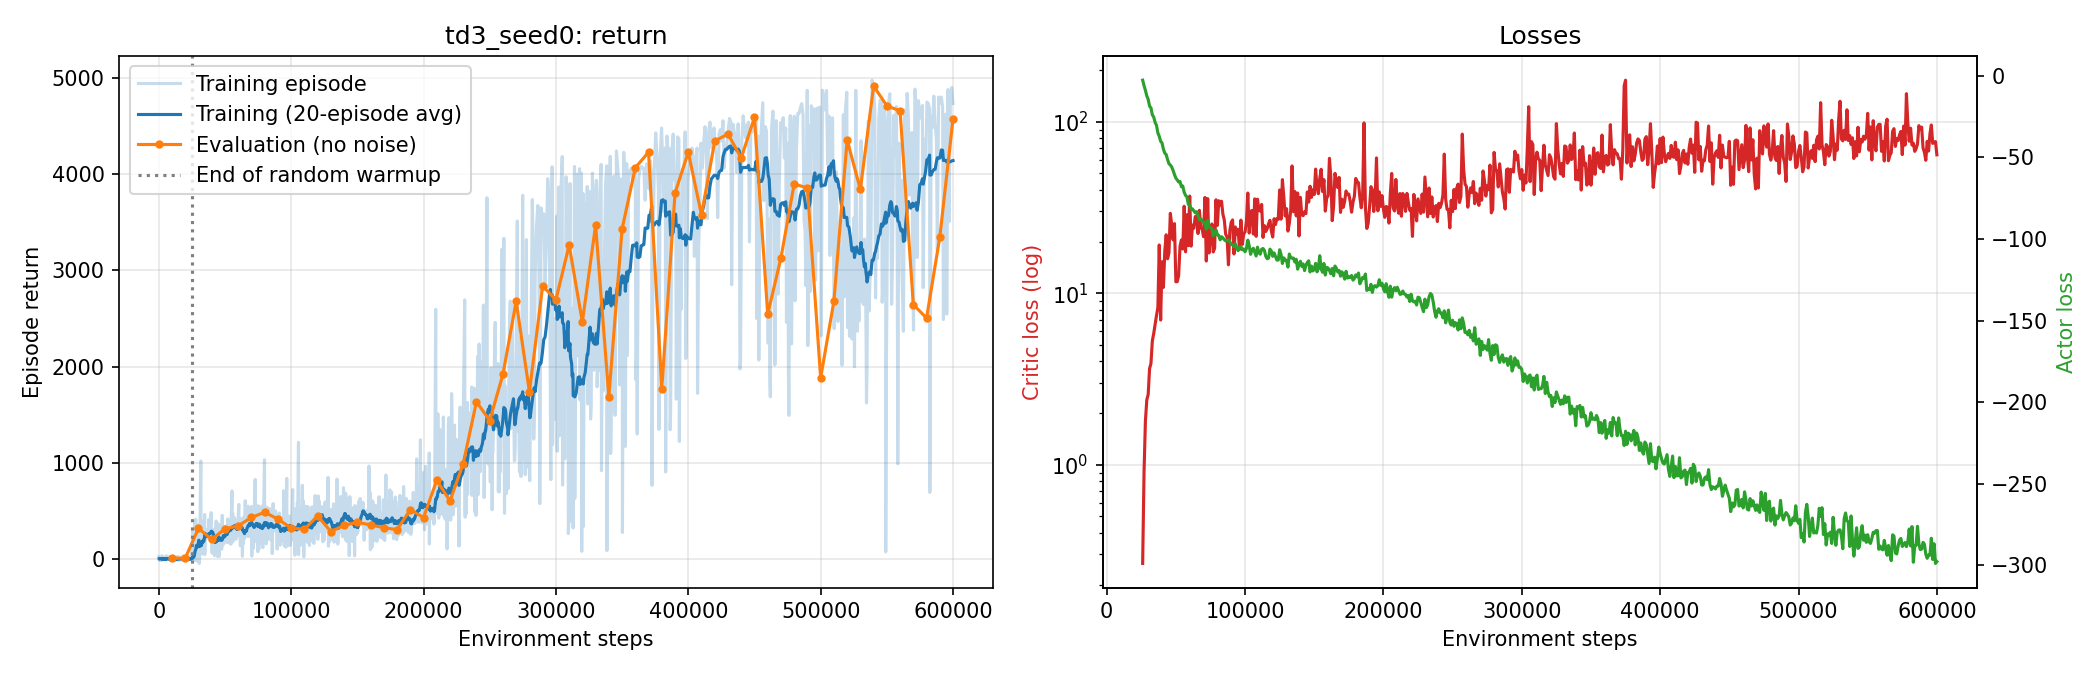 td3_seed0: return
5000
4000
3000
2000
1000
0
Episode return
Training episode
Training (20-episode avg)
Evaluation (no noise)
End of random warmup
0 100000 200000 300000 400000 500000 600000
Environment steps
Losses
10²
10¹
10⁰
Critic loss (log)
0
−50
−100
−150
−200
−250
−300
Actor loss
0 100000 200000 300000 400000 500000 600000
Environment steps